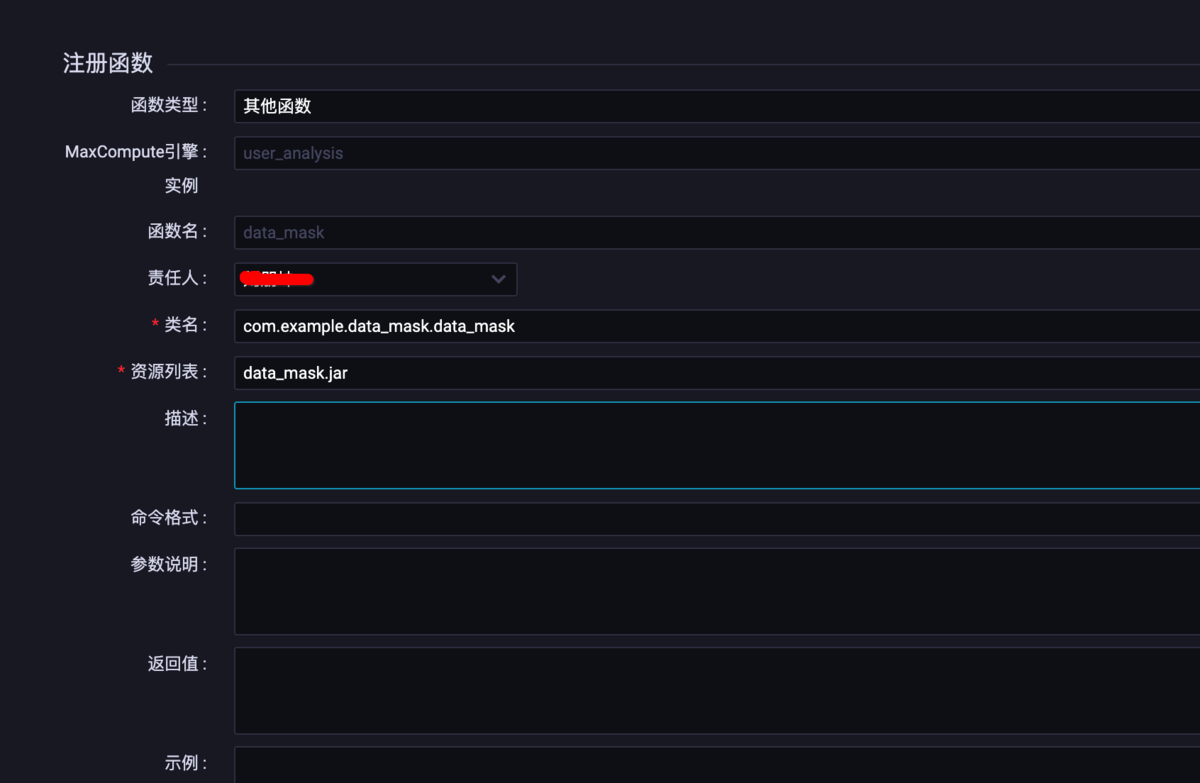 注册函数
函数类型： 其他函数
MaxCompute引擎： user_analysis
实例
函数名： data_mask
责任人：
* 类名： com.example.data_mask.data_mask
* 资源列表： data_mask.jar
描述：
命令格式：
参数说明：
返回值：
示例：